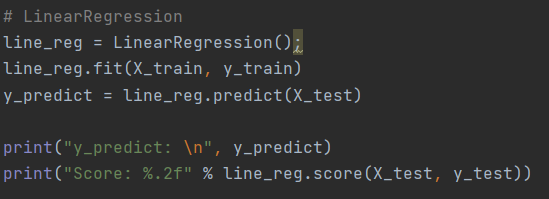 # LinearRegression
line_reg = LinearRegression();
line_reg.fit(X_train, y_train)
y_predict = line_reg.predict(X_test)
print("y_predict: \n", y_predict)
print("Score: %.2f" % line_reg.score(X_test, y_test))